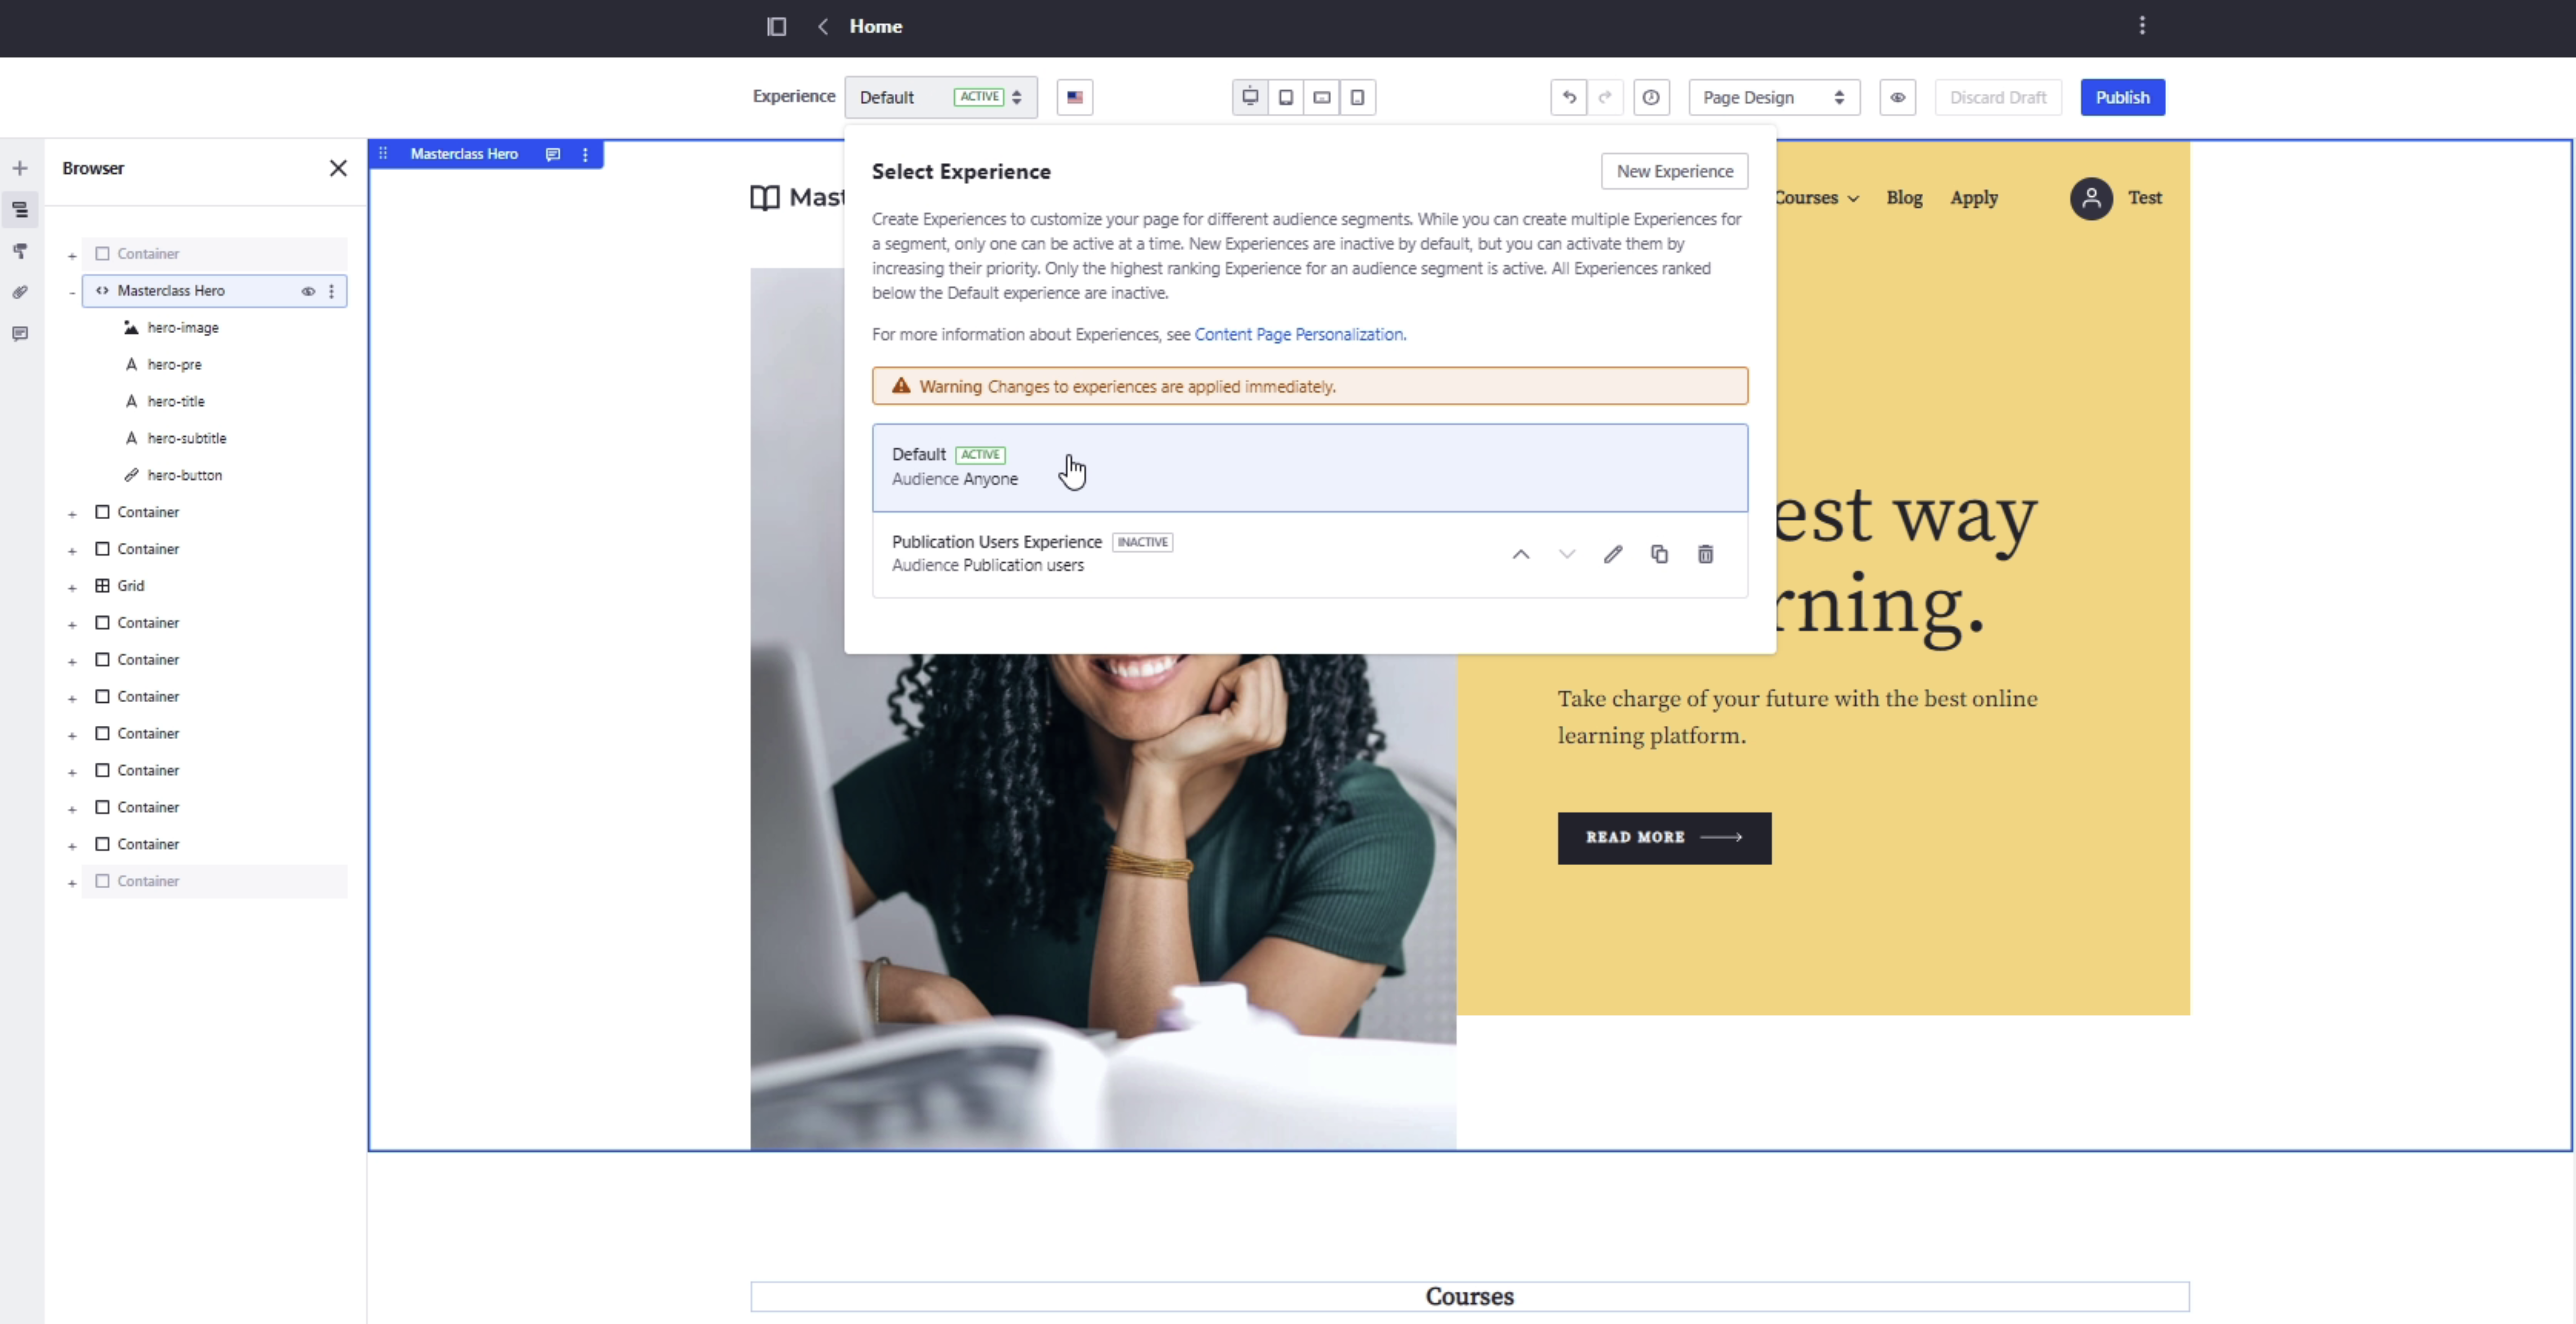 Home
Experience
Default ACTIVE
Page Design
Discard Draft
Publish
Browser
Container
Masterclass Hero
hero-image
hero-pre
hero-title
hero-subtitle
hero-button
Container
Container
Grid
Container
Container
Container
Container
Container
Container
Container
Container
Masterclass Hero
Mast
Courses
Blog
Apply
Test
Select Experience
New Experience
Create Experiences to customize your page for different audience segments. While you can create multiple Experiences for
a segment, only one can be active at a time. New Experiences are inactive by default, but you can activate them by
increasing their priority. Only the highest ranking Experience for an audience segment is active. All Experiences ranked
below the Default experience are inactive.
For more information about Experiences, see Content Page Personalization.
Warning Changes to experiences are applied immediately.
Default ACTIVE
Audience Anyone
Publication Users Experience INACTIVE
Audience Publication users
est way
rning.
Take charge of your future with the best online
learning platform.
READ MORE
Courses